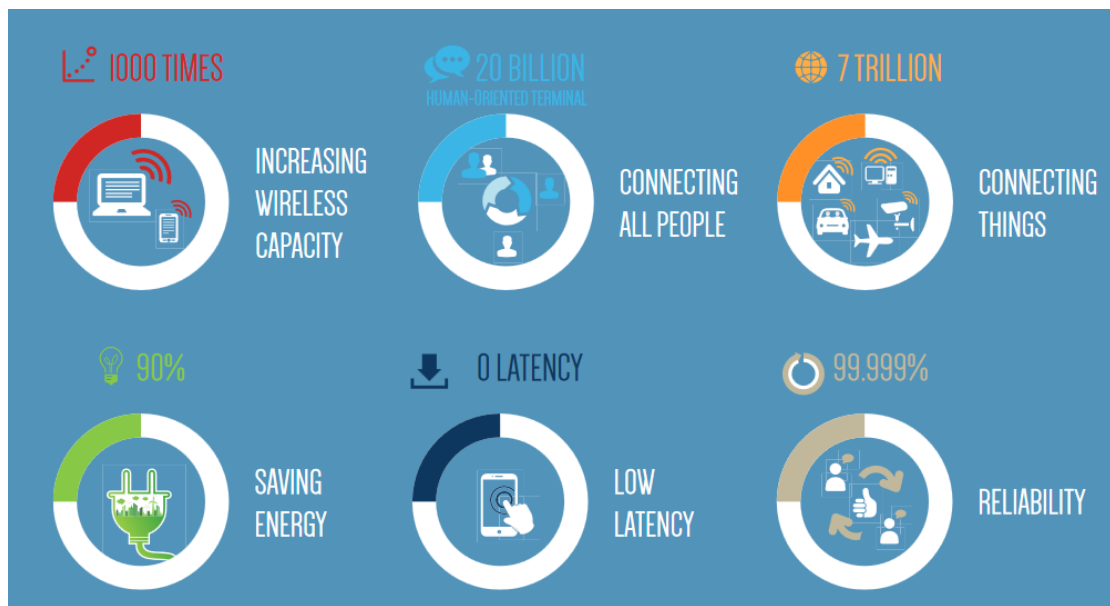 1000 TIMES
INCREASING
WIRELESS
CAPACITY
20 BILLION
HUMAN-ORIENTED TERMINAL
CONNECTING
ALL PEOPLE
7 TRILLION
CONNECTING
THINGS
90%
SAVING
ENERGY
0 LATENCY
LOW
LATENCY
99.999%
RELIABILITY